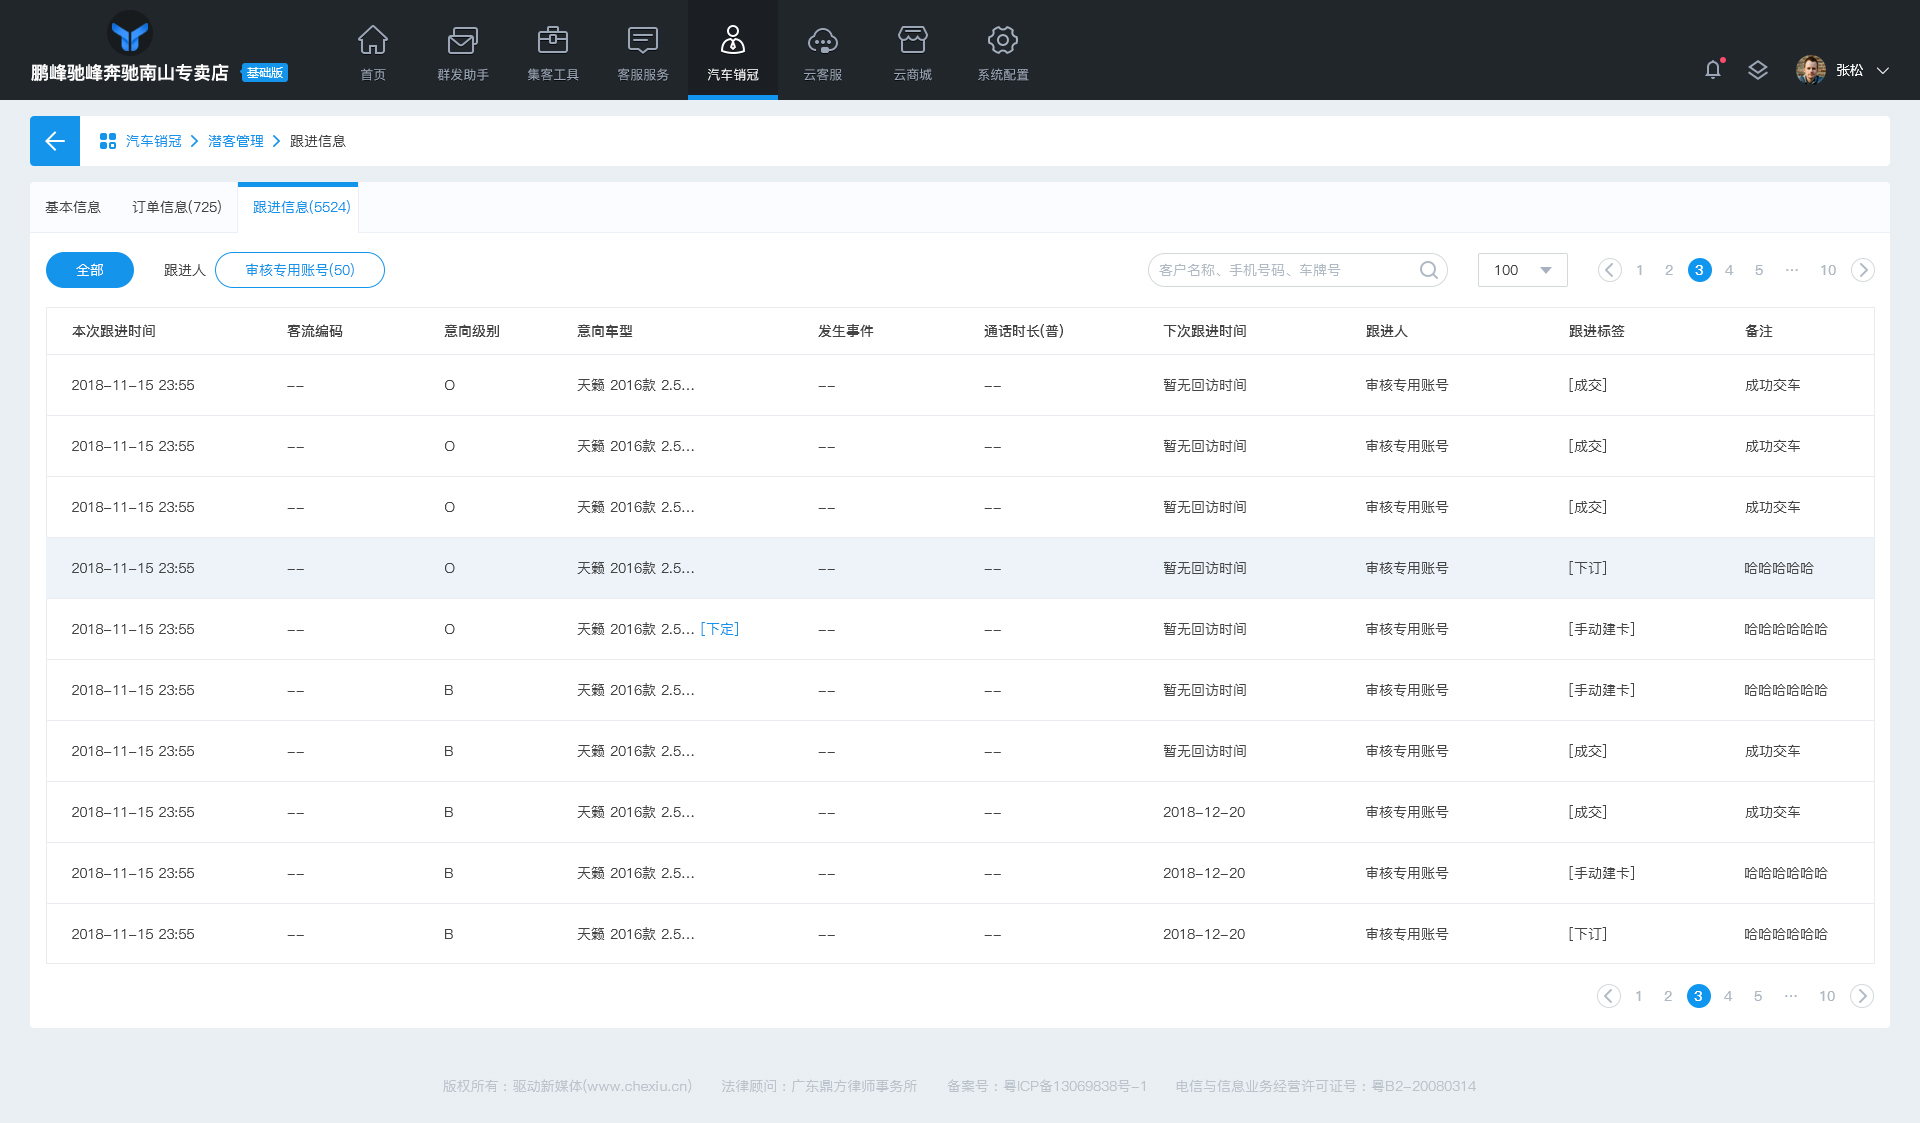 鹏峰驰峰奔驰南山专卖店 基础版
首页 群发助手 集客工具 客服服务 汽车销冠 云客服 云商城 系统配置
张松
汽车销冠 潜客管理 跟进信息
基本信息 订单信息(725) 跟进信息(5524)
全部 跟进人 审核专用账号(50) 客户名称、手机号码、车牌号 100 1 2 3 4 5 ··· 10
本次跟进时间 客流编码 意向级别 意向车型 发生事件 通话时长(普) 下次跟进时间 跟进人 跟进标签 备注
2018-11-15 23:55 -- O 天籁 2016款 2.5... -- -- 暂无回访时间 审核专用账号 [成交] 成功交车
2018-11-15 23:55 -- O 天籁 2016款 2.5... -- -- 暂无回访时间 审核专用账号 [成交] 成功交车
2018-11-15 23:55 -- O 天籁 2016款 2.5... -- -- 暂无回访时间 审核专用账号 [成交] 成功交车
2018-11-15 23:55 -- O 天籁 2016款 2.5... -- -- 暂无回访时间 审核专用账号 [下订] 哈哈哈哈哈
2018-11-15 23:55 -- O 天籁 2016款 2.5... [下定] -- -- 暂无回访时间 审核专用账号 [手动建卡] 哈哈哈哈哈哈
2018-11-15 23:55 -- B 天籁 2016款 2.5... -- -- 暂无回访时间 审核专用账号 [手动建卡] 哈哈哈哈哈哈
2018-11-15 23:55 -- B 天籁 2016款 2.5... -- -- 暂无回访时间 审核专用账号 [成交] 成功交车
2018-11-15 23:55 -- B 天籁 2016款 2.5... -- -- 2018-12-20 审核专用账号 [成交] 成功交车
2018-11-15 23:55 -- B 天籁 2016款 2.5... -- -- 2018-12-20 审核专用账号 [手动建卡] 哈哈哈哈哈哈
2018-11-15 23:55 -- B 天籁 2016款 2.5... -- -- 2018-12-20 审核专用账号 [下订] 哈哈哈哈哈哈
1 2 3 4 5 ··· 10
版权所有：驱动新媒体(www.chexiu.cn) 法律顾问：广东鼎方律师事务所 备案号：粤ICP备13069838号-1 电信与信息业务经营许可证号：粤B2-20080314